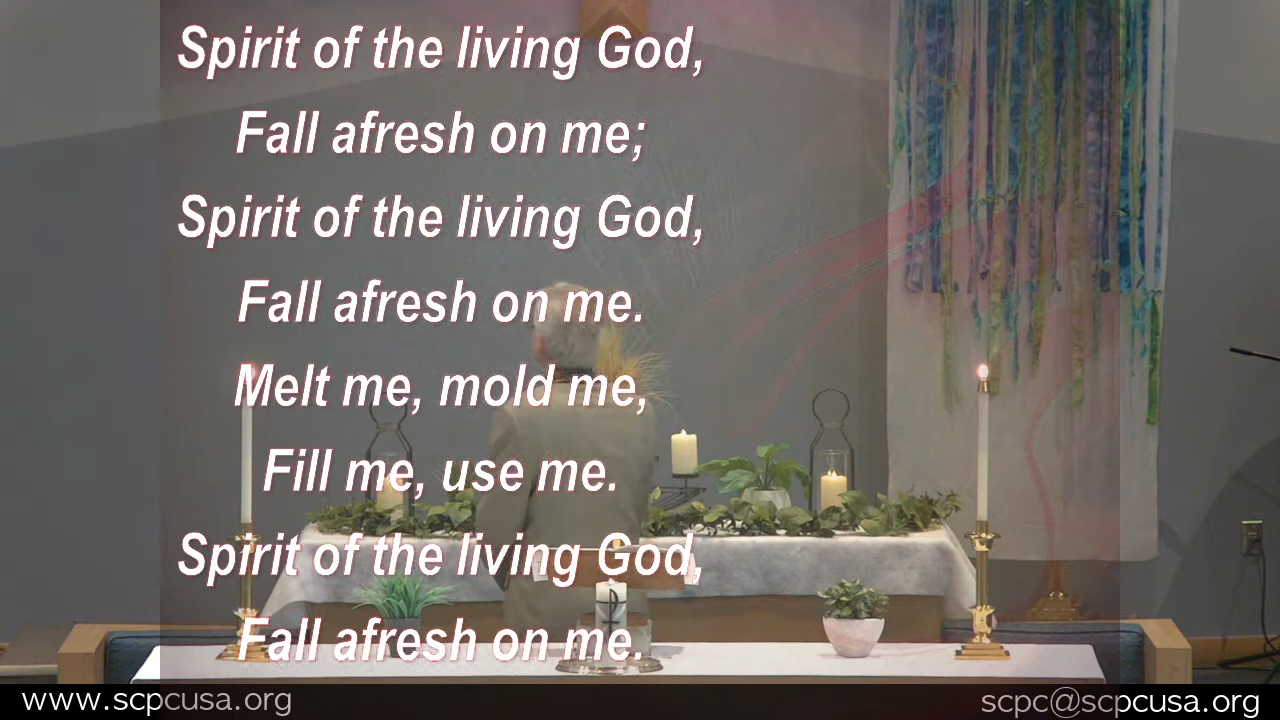 Spirit of the living God,
Fall afresh on me;
Spirit of the living God,
Fall afresh on me.
Melt me, mold me,
Fill me, use me.
Spirit of the living God,
Fall afresh on me.
www.scpcusa.org
scpc@scpcusa.org